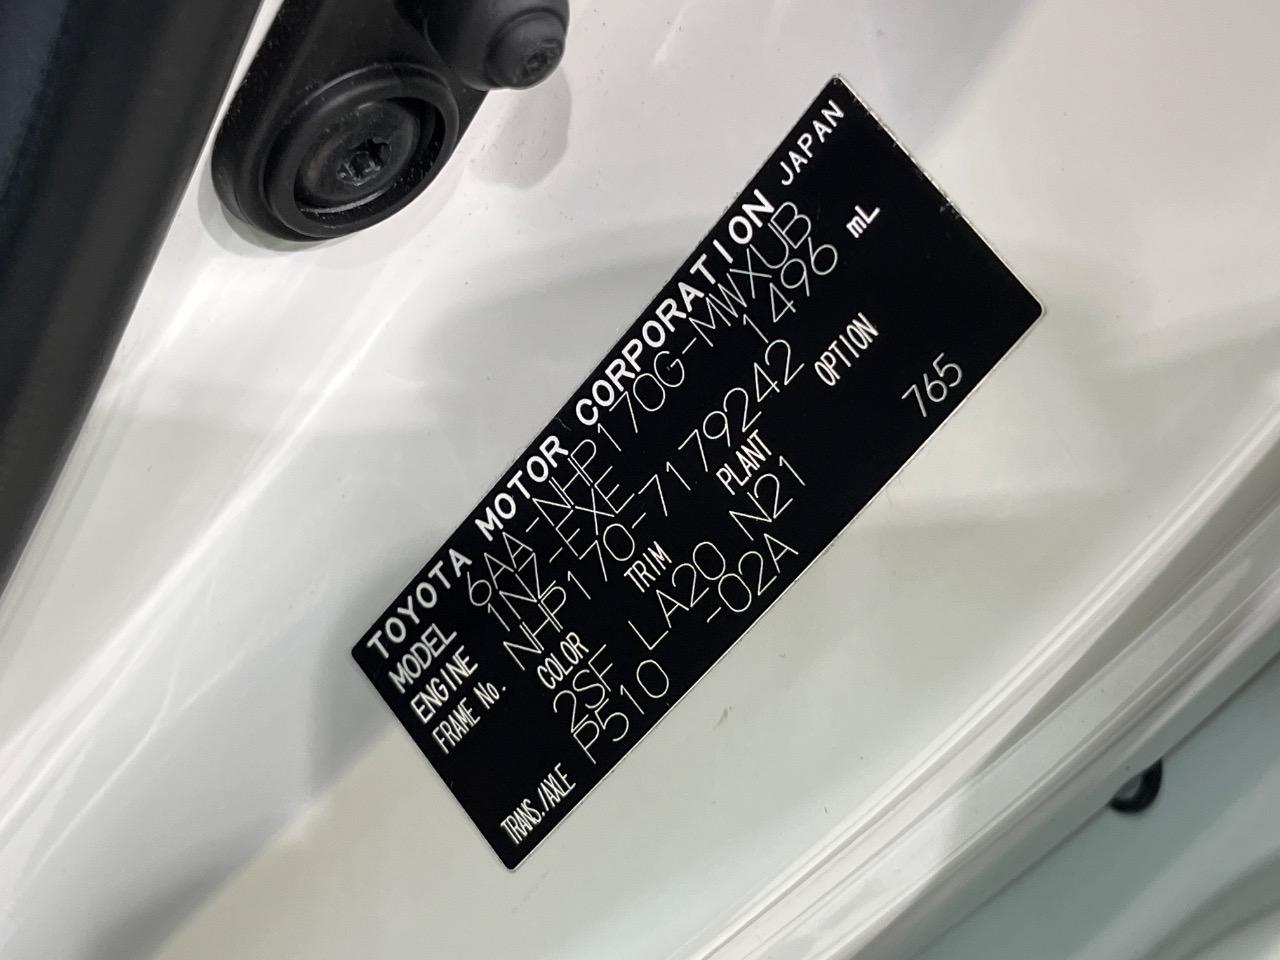 TOYOTA MOTOR CORPORATION JAPAN
MODEL 6AA-NHP170G-MWXUB
ENGINE 1NZ-FXE 1496 mL
FRAME No. NHP170-7179242
COLOR TRIM PLANT OPTION
2SF LA20 N21 765
TRANS./AXLE P510 -02A